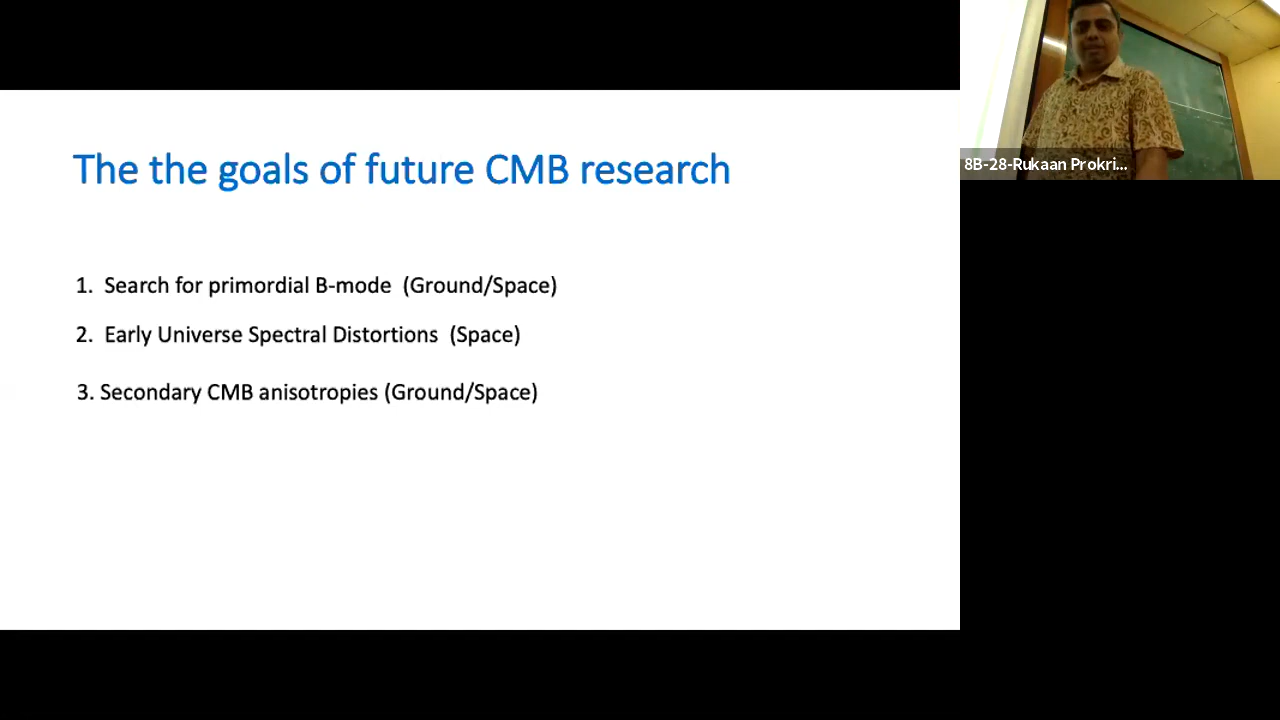 The the goals of future CMB research
1. Search for primordial B-mode (Ground/Space)
2. Early Universe Spectral Distortions (Space)
3. Secondary CMB anisotropies (Ground/Space)
8B-28-Rukaan Prokri...